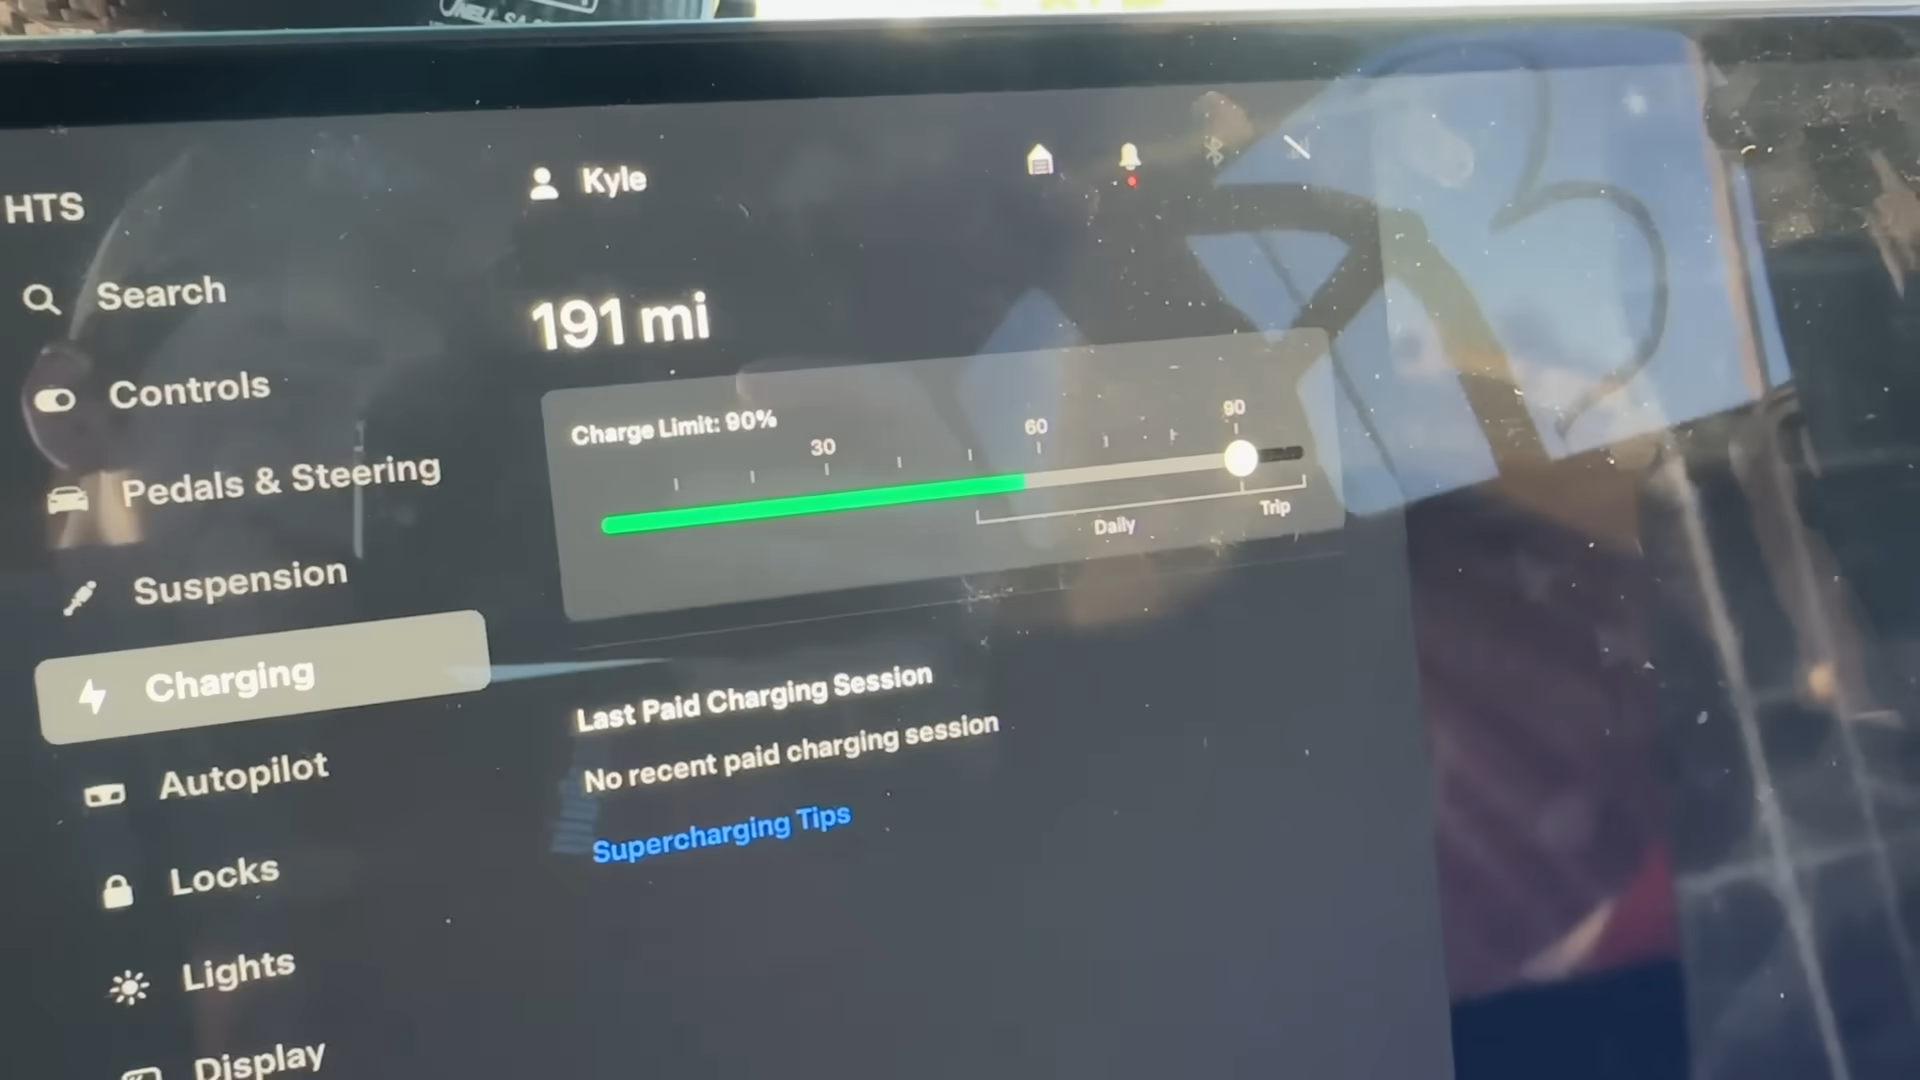 HTS
Kyle
Search
191 mi
Controls
Charge Limit: 90%
30
60
90
Daily
Trip
Pedals & Steering
Suspension
Charging
Last Paid Charging Session
No recent paid charging session
Autopilot
Supercharging Tips
Locks
Lights
Display